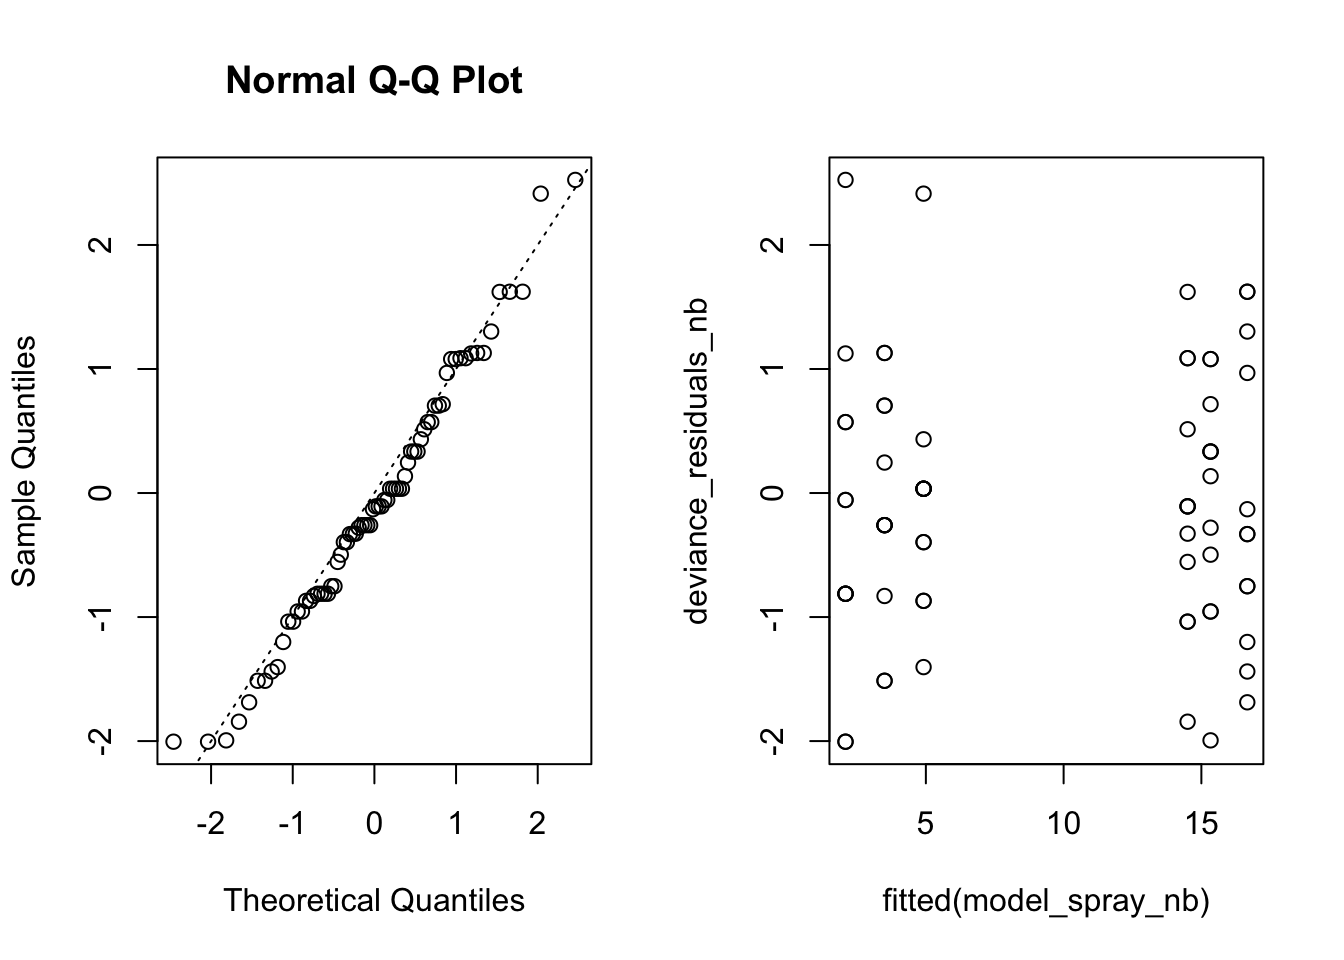 Normal Q-Q Plot
Sample Quantiles
2
1
0
-1
-2
-2 -1 0 1 2
Theoretical Quantiles
deviance_residuals_nb
2
1
0
-1
-2
5 10 15
fitted(model_spray_nb)